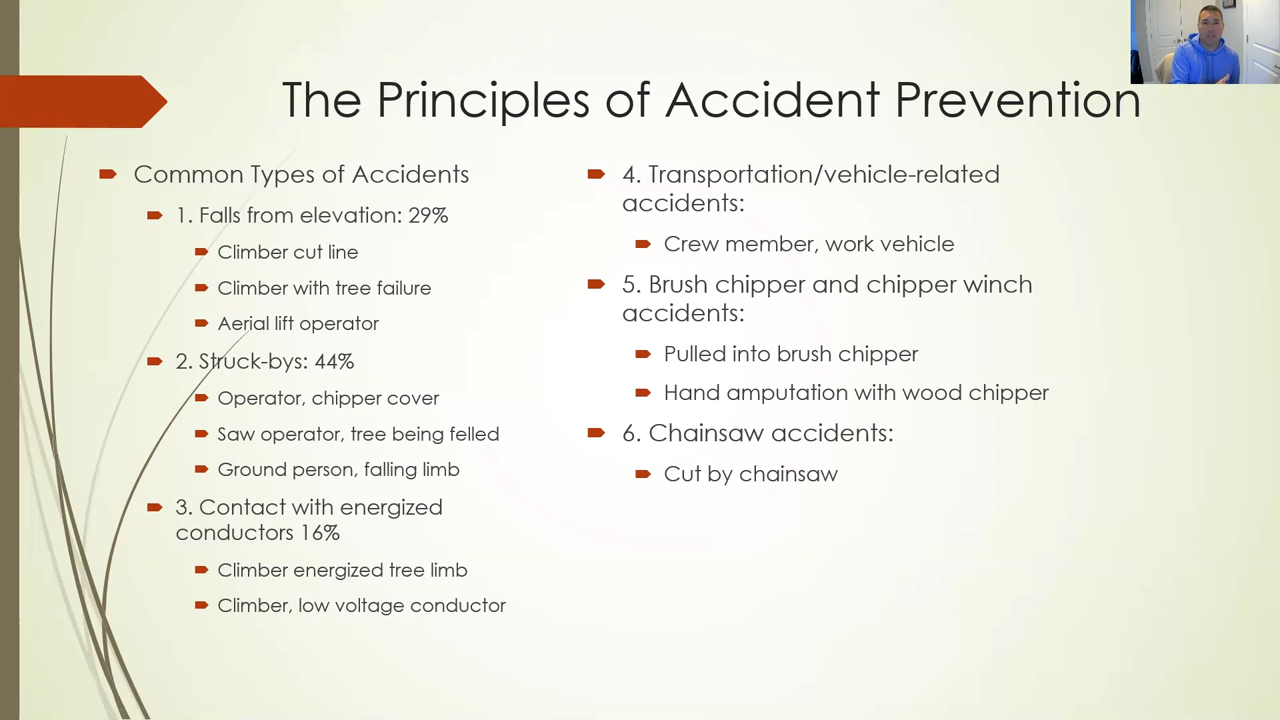 The Principles of Accident Prevention
Common Types of Accidents
1. Falls from elevation: 29%
Climber cut line
Climber with tree failure
Aerial lift operator
2. Struck-bys: 44%
Operator, chipper cover
Saw operator, tree being felled
Ground person, falling limb
3. Contact with energized
conductors 16%
Climber energized tree limb
Climber, low voltage conductor
4. Transportation/vehicle-related
accidents:
Crew member, work vehicle
5. Brush chipper and chipper winch
accidents:
Pulled into brush chipper
Hand amputation with wood chipper
6. Chainsaw accidents:
Cut by chainsaw